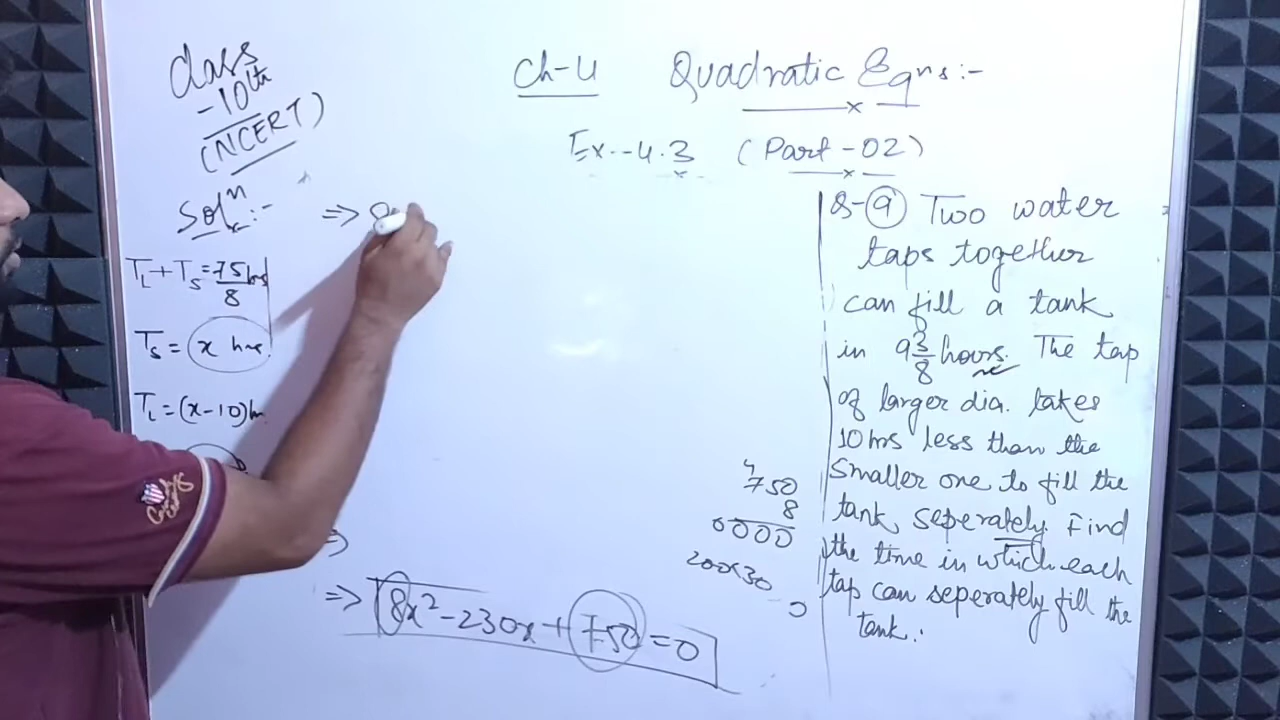 Class
-10th
(NCERT)
Ch-4 Quadratic Eqns:-
Ex.-4.3 (Part-02)
Solⁿ:-
TL+TS=75/8 hrs
TS= x hrs
TL=(x-10)hr
⇒ 8
⇒
⇒ 8x²-230x+750=0
4
750
8
6000
200×30
Q-9 Two water
taps together
can fill a tank
in 9 3/8 hours. The tap
of larger dia. takes
10 hrs less than the
smaller one to fill the
tank seperately. Find
the time in which each
tap can seperately fill the
tank.